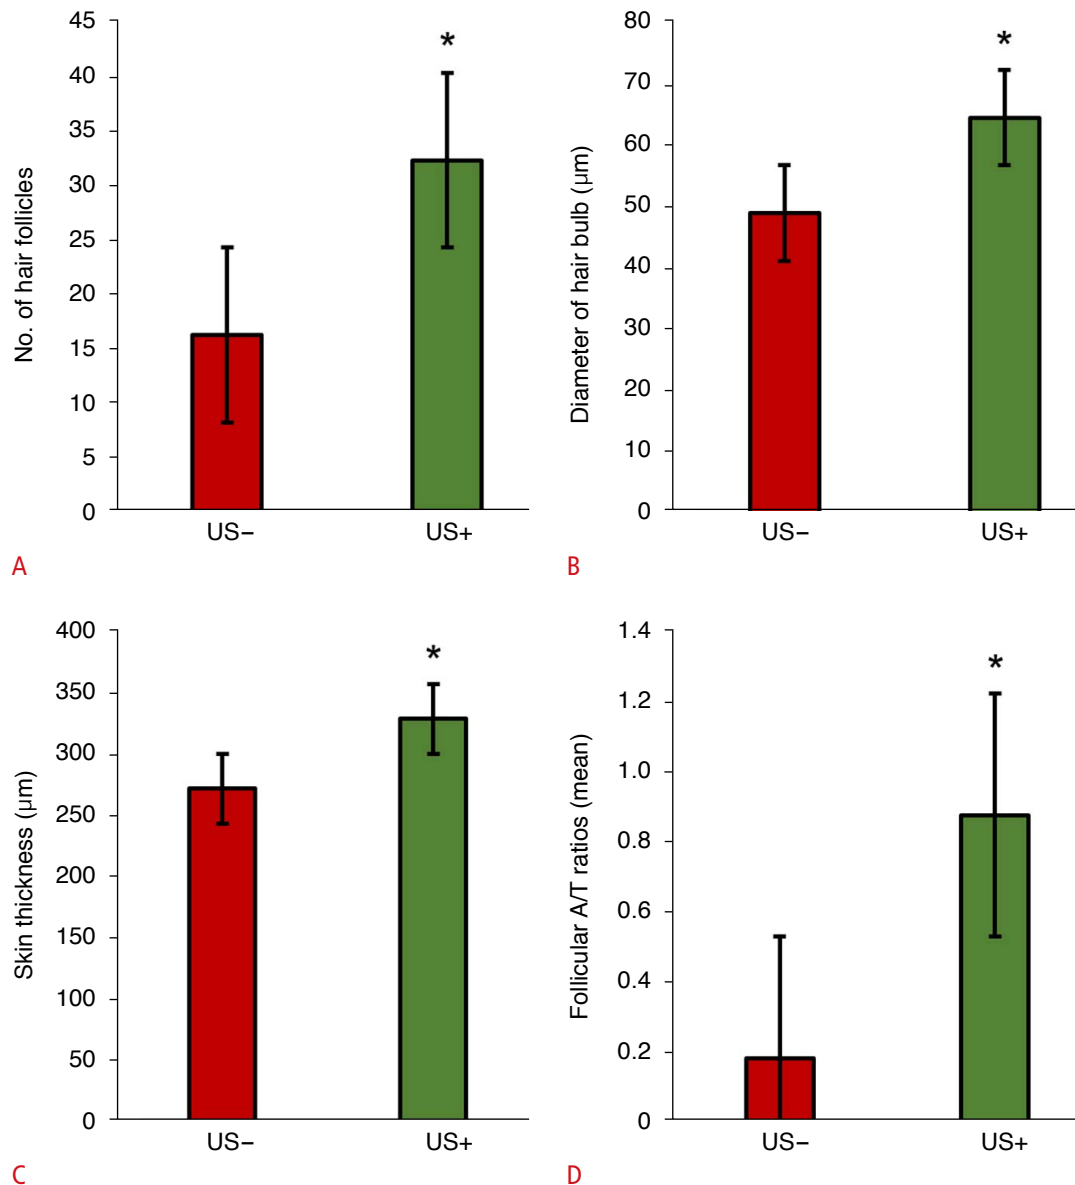 45
40
35
30
25
20
15
10
5
0
No. of hair follicles
*
US−
US+
A
80
70
60
50
40
30
20
10
0
Diameter of hair bulb (μm)
*
US−
US+
B
400
350
300
250
200
150
100
50
0
Skin thickness (μm)
*
US−
US+
C
1.4
1.2
1.0
0.8
0.6
0.4
0.2
0
Follicular A/T ratios (mean)
*
US−
US+
D